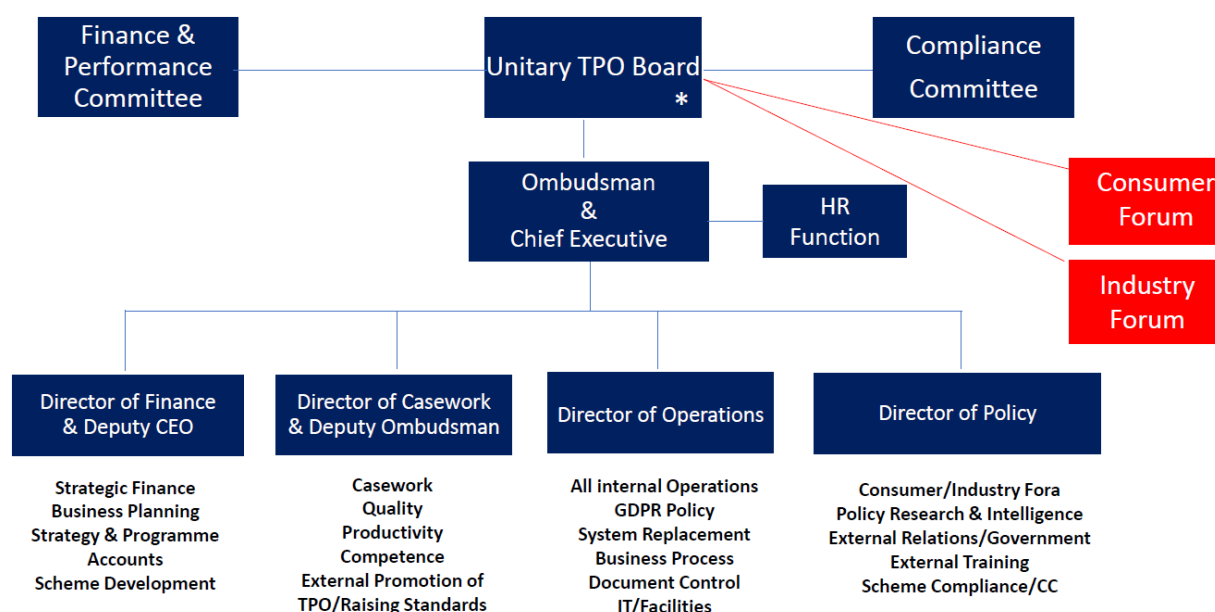 Finance &
Performance
Committee
Unitary TPO Board
*
Compliance
Committee
Ombudsman
&
Chief Executive
HR
Function
Consumer
Forum
Industry
Forum
Director of Finance
& Deputy CEO
Director of Casework
& Deputy Ombudsman
Director of Operations
Director of Policy
Strategic Finance
Business Planning
Strategy & Programme
Accounts
Scheme Development
Casework
Quality
Productivity
Competence
External Promotion of
TPO/Raising Standards
All internal Operations
GDPR Policy
System Replacement
Business Process
Document Control
IT/Facilities
Consumer/Industry Fora
Policy Research & Intelligence
External Relations/Government
External Training
Scheme Compliance/CC